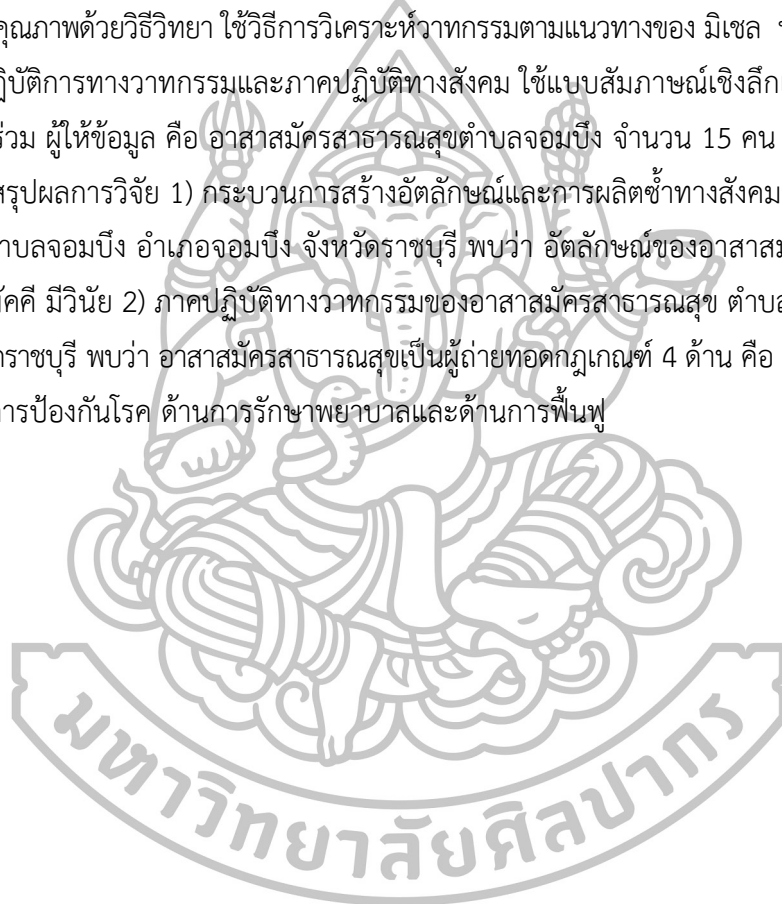 คุณภาพด้วยวิธีวิทยา ใช้วิธีการวิเคราะห์วาทกรรมตามแนวทางของ มิเชล
ฏิบัติการทางวาทกรรมและภาคปฏิบัติทางสังคม ใช้แบบสัมภาษณ์เชิงลึก
ร่วม ผู้ให้ข้อมูล คือ อาสาสมัครสาธารณสุขตำบลจอมบึง จำนวน 15 คน
สรุปผลการวิจัย 1) กระบวนการสร้างอัตลักษณ์และการผลิตซ้ำทางสังคม
ตำบลจอมบึง อำเภอจอมบึง จังหวัดราชบุรี พบว่า อัตลักษณ์ของอาสาสม
มัคคี มีวินัย 2) ภาคปฏิบัติทางวาทกรรมของอาสาสมัครสาธารณสุข ตำบล
ราชบุรี พบว่า อาสาสมัครสาธารณสุขเป็นผู้ถ่ายทอดกฎเกณฑ์ 4 ด้าน คือ
การป้องกันโรค ด้านการรักษาพยาบาลและด้านการฟื้นฟู
มหาวิทยาลัยศิลปากร